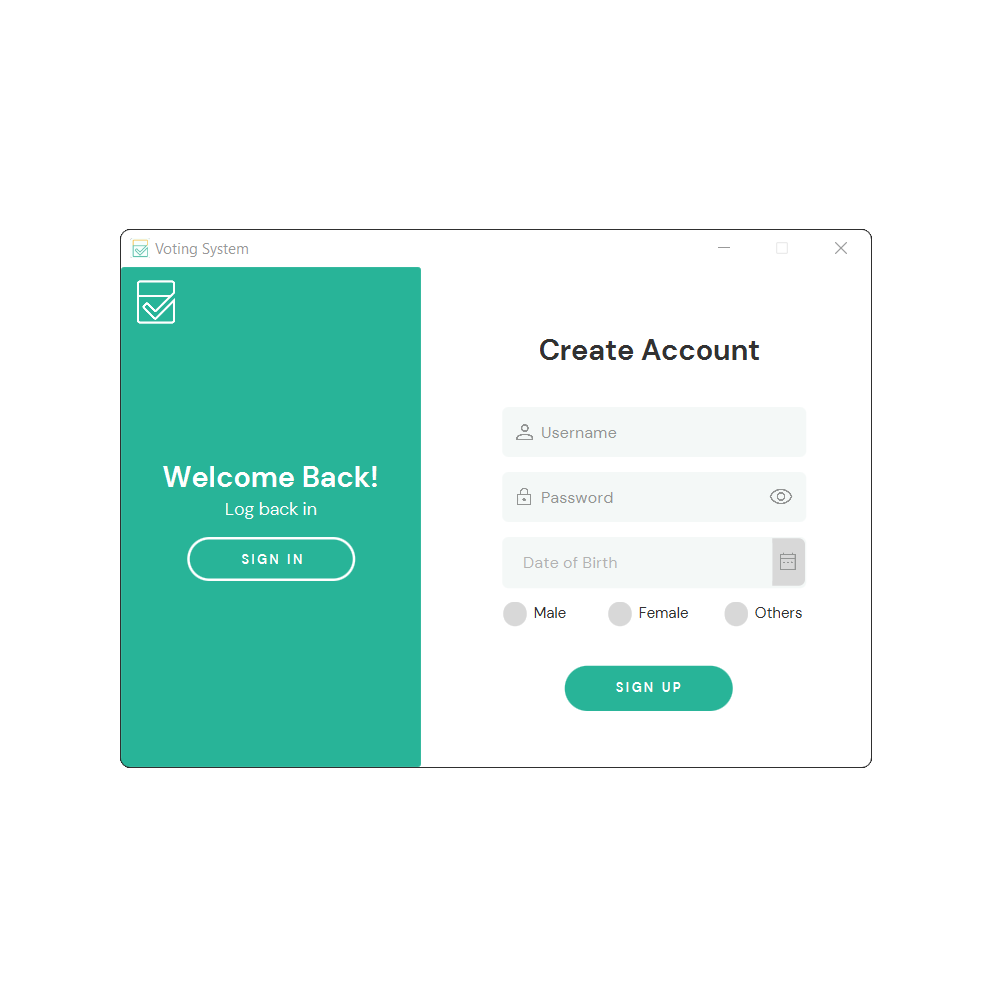 Voting System
Welcome Back!
Log back in
SIGN IN
Create Account
Username
Password
Date of Birth
Male Female Others
SIGN UP